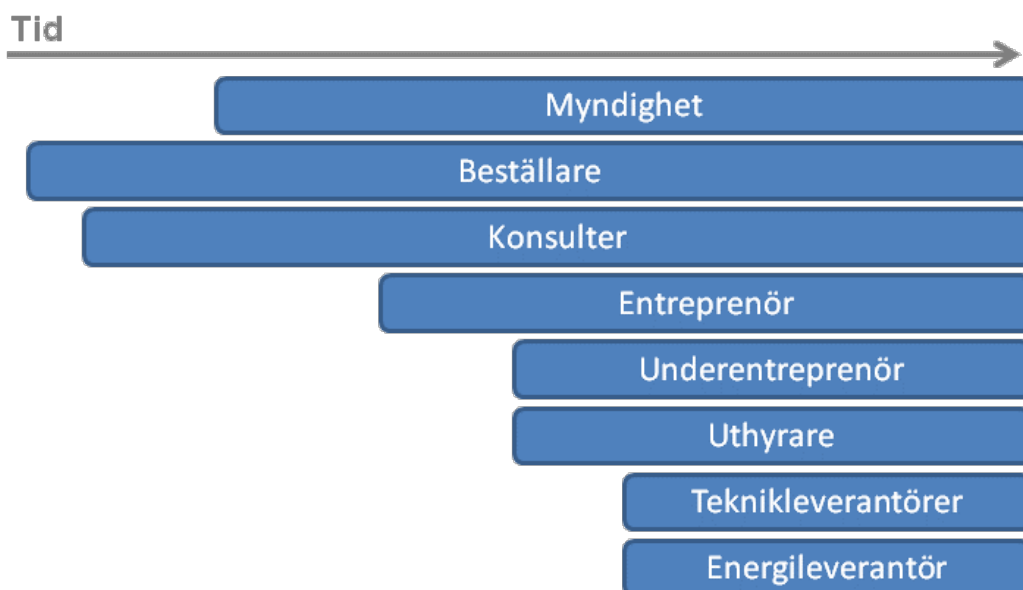 Tid
Myndighet
Beställare
Konsulter
Entreprenör
Underentreprenör
Uthyrare
Teknikleverantörer
Energileverantör